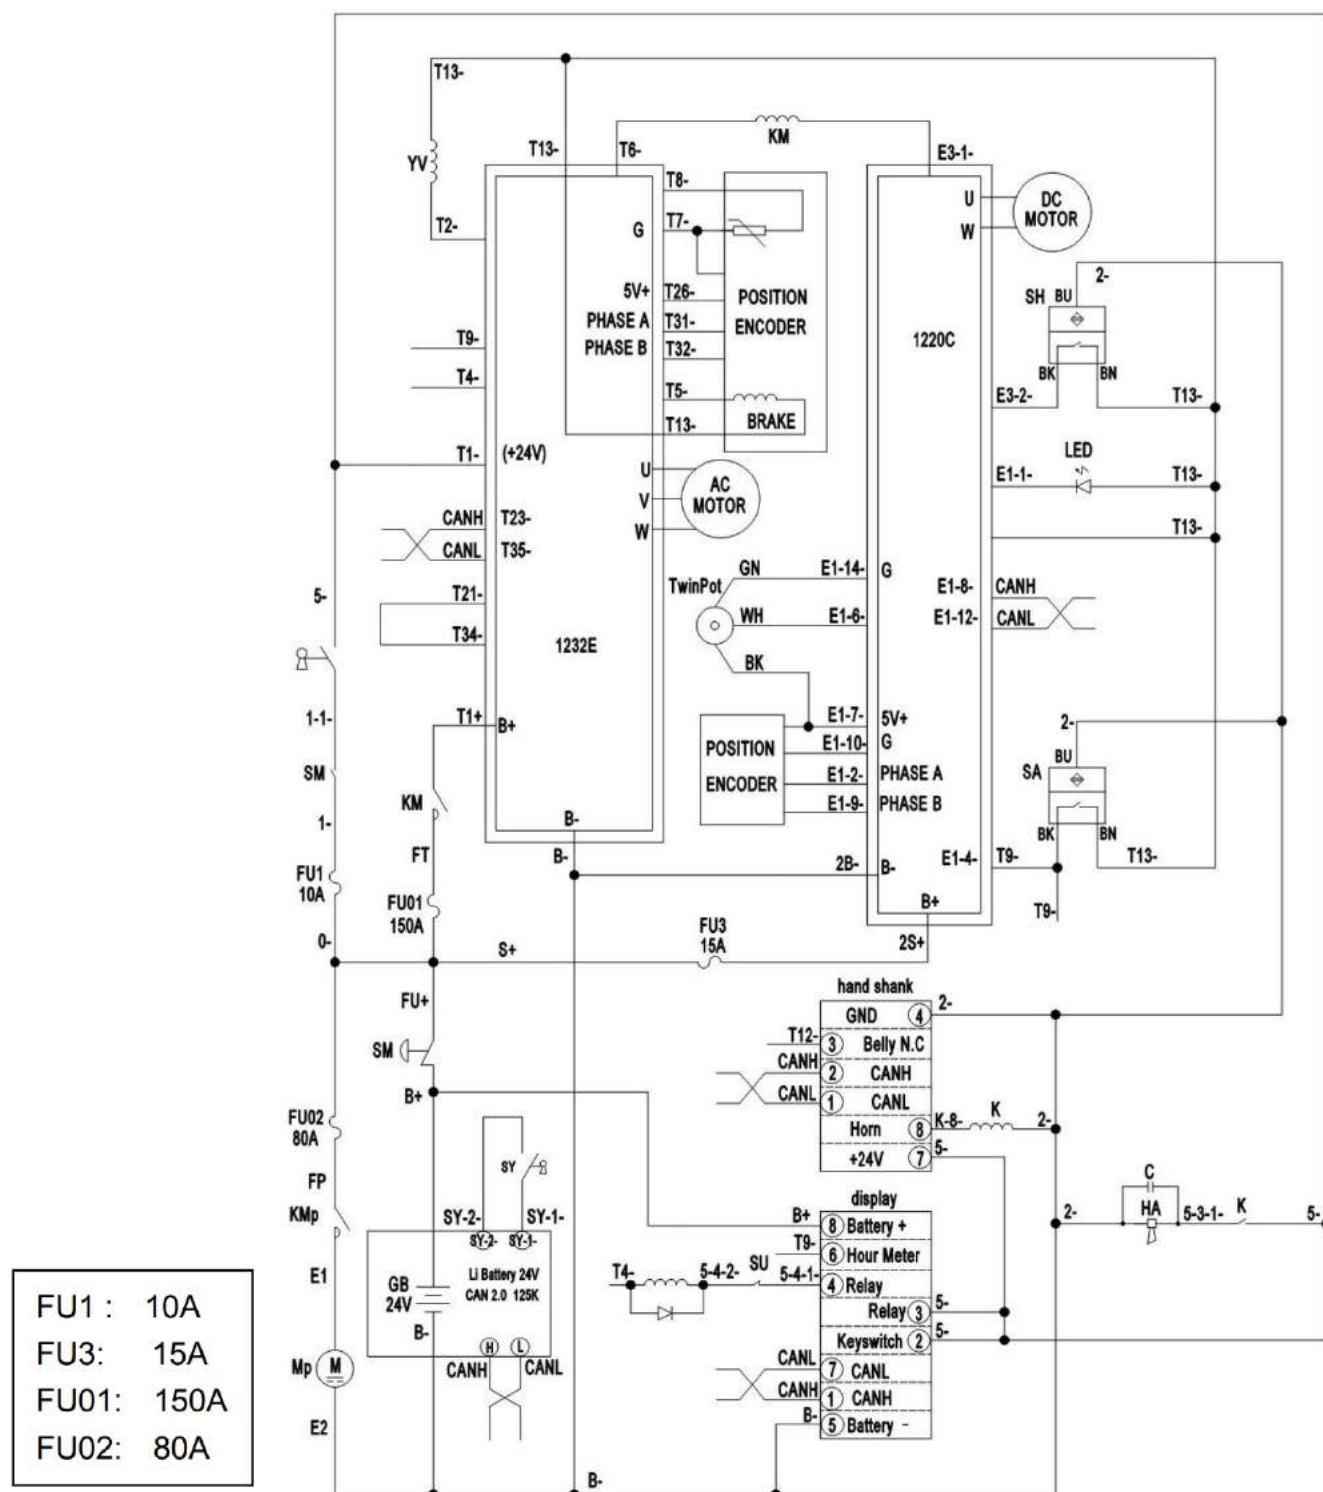 T13-
T13-
T6-
KM
E3-1-
YV
T8-
U
DC
MOTOR
T2-
G
T7-
W
2-
5V+
T26-
POSITION
SH
BU
PHASE A
T31-
ENCODER
1220C
T9-
PHASE B
T32-
T4-
BK
BN
T5-
E3-2-
T13-
T13-
BRAKE
T1-
(+24V)
LED
U
AC
MOTOR
E1-1-
T13-
V
CANH
T23-
T13-
W
CANL
T35-
GN
E1-14-
G
TwinPot
E1-8-
CANH
5-
T21-
WH
E1-6-
E1-12-
CANL
T34-
1232E
BK
1-1-
T1+
B+
E1-7-
5V+
2-
POSITION
E1-10-
G
BU
SM
ENCODER
E1-2-
PHASE A
SA
KM
E1-9-
PHASE B
1-
B-
BK
BN
FT
B-
2B-
B-
E1-4-
T9-
T13-
FU1
10A
FU01
150A
B+
T9-
FU3
15A
0-
S+
2S+
hand shank
FU+
GND
4
2-
T12-
3
Belly N.C
SM
CANH
2
CANH
B+
CANL
1
CANL
FU02
80A
Horn
8
K-8-
K
2-
+24V
7
5-
SY
FP
display
C
KMp
SY-2-
SY-1-
B+
8
Battery +
2-
HA
5-3-1-
K
5-
SY-2-
SY-1-
T9-
6
Hour Meter
E1
GB
24V
Li Battery 24V
CAN 2.0 125K
T4-
5-4-2-
SU
5-4-1-
4
Relay
Relay
3
5-
B-
Keyswitch
2
5-
H
L
CANL
7
CANL
Mp
M
CANH
CANL
CANH
1
CANH
E2
B-
5
Battery -
B-
FU1 : 10A
FU3: 15A
FU01: 150A
FU02: 80A